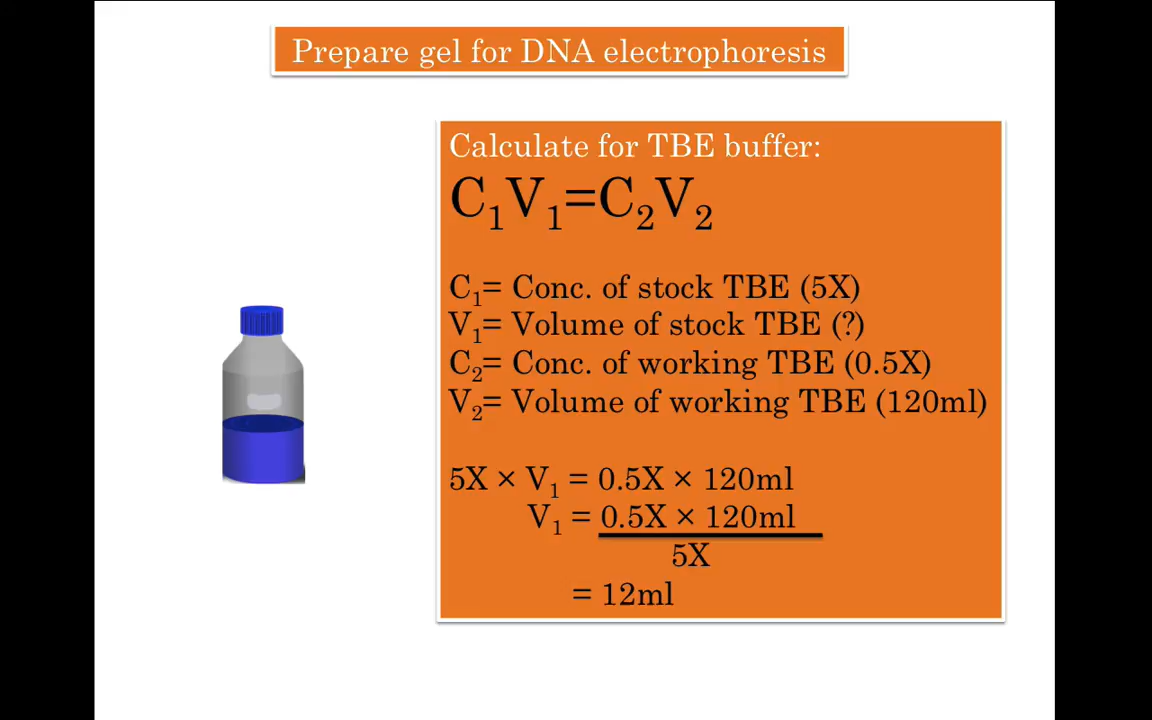 Prepare gel for DNA electrophoresis
Calculate for TBE buffer:
C₁V₁=C₂V₂
C₁= Conc. of stock TBE (5X)
V₁= Volume of stock TBE (?)
C₂= Conc. of working TBE (0.5X)
V₂= Volume of working TBE (120ml)
5X × V₁ = 0.5X × 120ml
V₁ = 0.5X × 120ml
5X
= 12ml